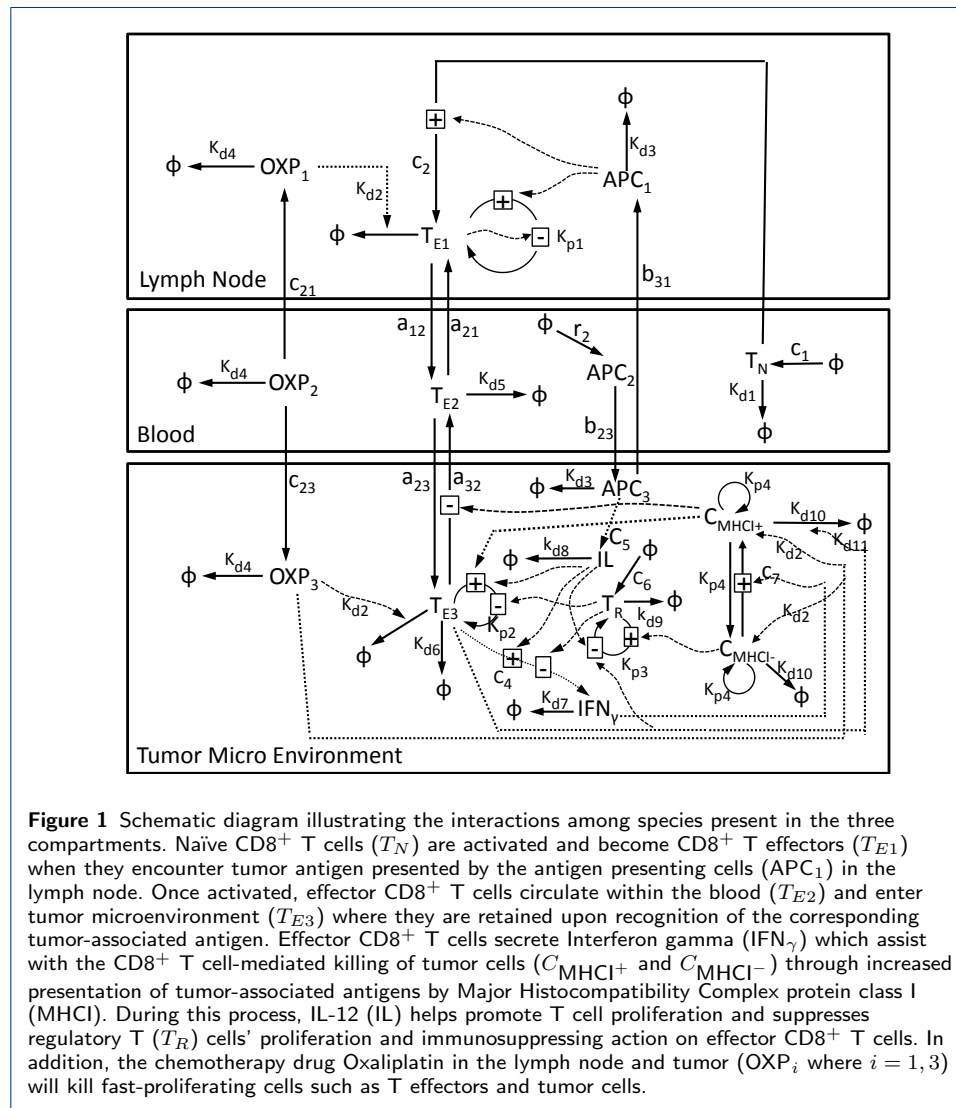 Φ
K_d4
OXP_1
K_d2
Φ
T_E1
+
c_2
+
-
K_p1
Φ
K_d3
APC_1
Lymph Node
c_21
a_12
a_21
b_31
Φ
K_d4
OXP_2
T_E2
K_d5
Φ
Φ
r_2
APC_2
b_23
T_N
c_1
Φ
K_d1
Φ
Blood
c_23
a_23
a_32
-
Φ
K_d3
APC_3
C_MHCI+
K_p4
K_d10
Φ
K_d11
K_d2
Φ
K_d4
OXP_3
K_d2
Φ
T_E3
K_d6
Φ
+
-
K_p2
Φ
k_d8
IL
C_5
Φ
C_6
T_R
Φ
k_d9
-
+
K_p3
K_p4
+
c_7
K_d2
C_MHCI-
K_p4
K_d10
Φ
+
C_4
-
Φ
K_d7
IFN_γ
Tumor Micro Environment
Figure 1 Schematic diagram illustrating the interactions among species present in the three
compartments. Naïve CD8⁺ T cells (T_N) are activated and become CD8⁺ T effectors (T_E1)
when they encounter tumor antigen presented by the antigen presenting cells (APC_1) in the
lymph node. Once activated, effector CD8⁺ T cells circulate within the blood (T_E2) and enter
tumor microenvironment (T_E3) where they are retained upon recognition of the corresponding
tumor-associated antigen. Effector CD8⁺ T cells secrete Interferon gamma (IFN_γ) which assist
with the CD8⁺ T cell-mediated killing of tumor cells (C_MHCI⁺ and C_MHCI⁻) through increased
presentation of tumor-associated antigens by Major Histocompatibility Complex protein class I
(MHCI). During this process, IL-12 (IL) helps promote T cell proliferation and suppresses
regulatory T (T_R) cells' proliferation and immunosuppressing action on effector CD8⁺ T cells. In
addition, the chemotherapy drug Oxaliplatin in the lymph node and tumor (OXP_i where i = 1, 3)
will kill fast-proliferating cells such as T effectors and tumor cells.